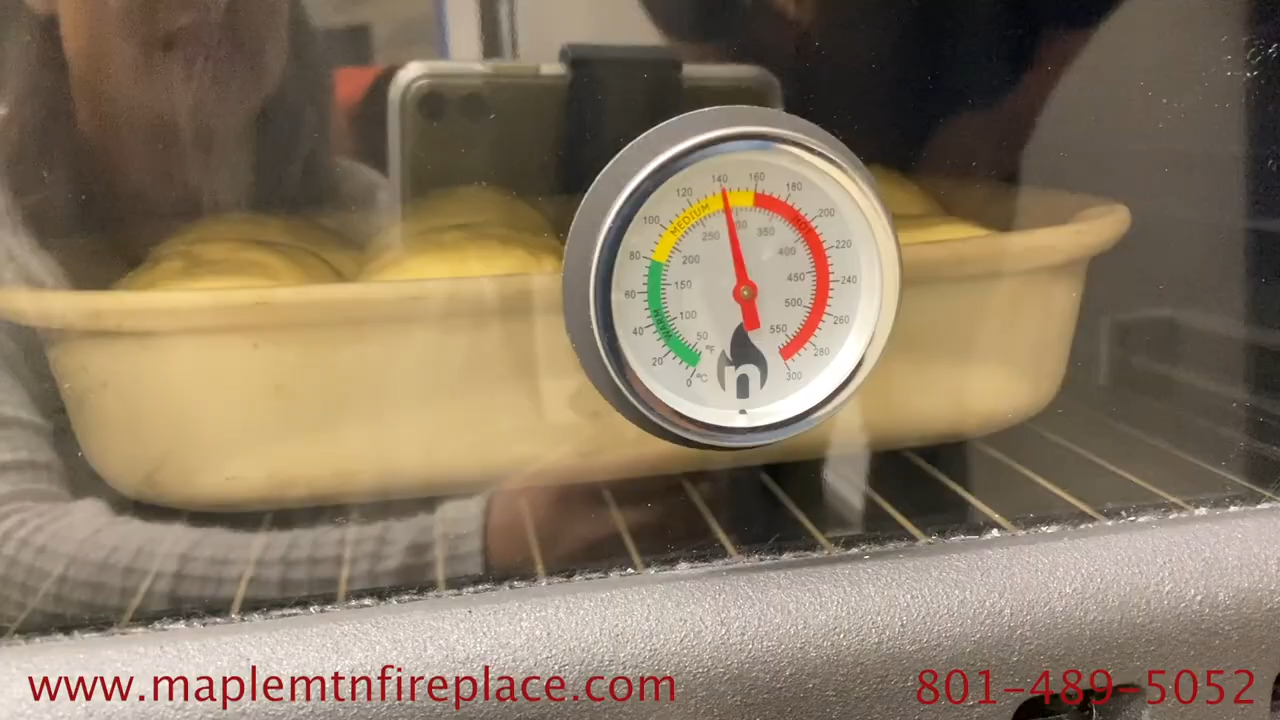 0 20 40 60 80 100 120 140 160 180 200 220 240 260 280 300
°C
WARM MEDIUM HOT
50 100 150 200 250 350 400 450 500 550
°F
n
www.maplemtnfireplace.com 801-489-5052